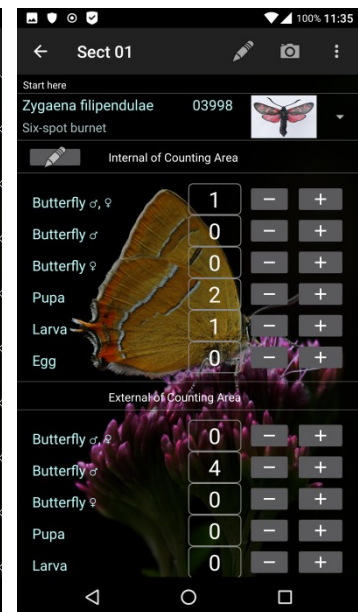 100% 11:35
Sect 01
Start here
Zygaena filipendulae 03998
Six-spot burnet
Internal of Counting Area
Butterfly ♂, ♀ 1 − +
Butterfly ♂ 0 − +
Butterfly ♀ 0 − +
Pupa 2 − +
Larva 1 − +
Egg 0 − +
External of Counting Area
Butterfly ♂, ♀ 0 − +
Butterfly ♂ 4 − +
Butterfly ♀ 0 − +
Pupa 0 − +
Larva 0 − +